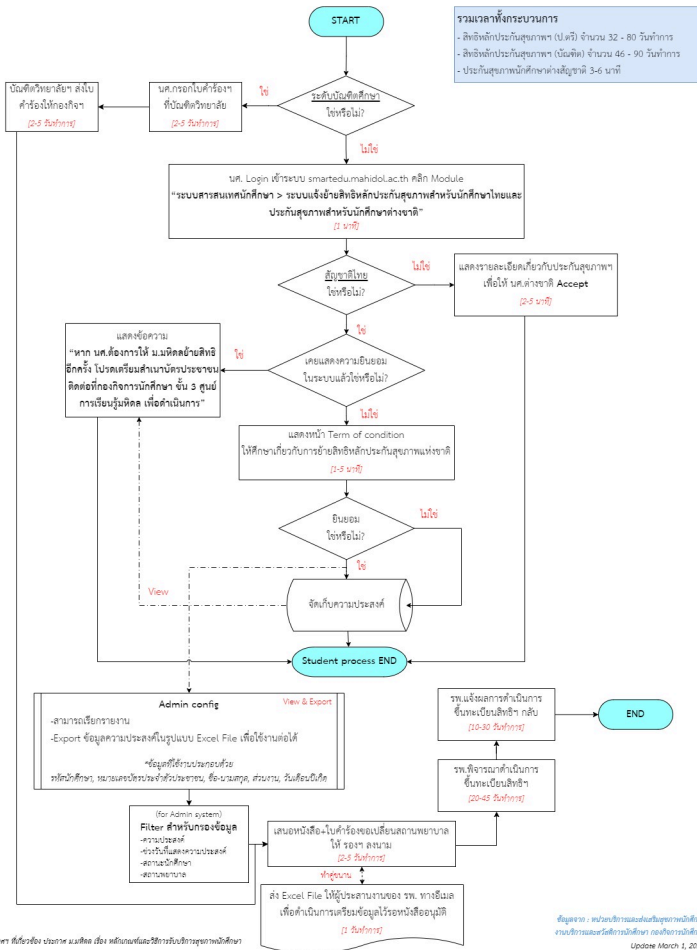 START
รวมเวลาทั้งกระบวนการ
- สิทธิหลักประกันสุขภาพฯ (ป.ตรี) จำนวน 32 - 80 วันทำการ
- สิทธิหลักประกันสุขภาพฯ (บัณฑิต) จำนวน 46 - 90 วันทำการ
- ประกันสุขภาพนักศึกษาต่างสัญชาติ 3-6 นาที
ระดับบัณฑิตศึกษา
ใช่หรือไม่?
ใช่
นศ.กรอกใบคำร้องฯ
ที่บัณฑิตวิทยาลัย
[2-5 วันทำการ]
บัณฑิตวิทยาลัยฯ ส่งใบ
คำร้องให้กองกิจฯ
[2-5 วันทำการ]
ไม่ใช่
นศ. Login เข้าระบบ smartedu.mahidol.ac.th คลิก Module
“ระบบสารสนเทศนักศึกษา > ระบบแจ้งย้ายสิทธิหลักประกันสุขภาพสำหรับนักศึกษาไทยและ
ประกันสุขภาพสำหรับนักศึกษาต่างชาติ”
[1 นาที]
สัญชาติไทย
ใช่หรือไม่?
ไม่ใช่
แสดงรายละเอียดเกี่ยวกับประกันสุขภาพฯ
เพื่อให้ นศ.ต่างชาติ Accept
[2-5 นาที]
ใช่
เคยแสดงความยินยอม
ในระบบแล้วใช่หรือไม่?
ใช่
แสดงข้อความ
“หาก นศ.ต้องการให้ ม.มหิดลย้ายสิทธิ
อีกครั้ง โปรดเตรียมสำเนาบัตรประชาชน
ติดต่อที่กองกิจการนักศึกษา ชั้น 3 ศูนย์
การเรียนรู้มหิดล เพื่อดำเนินการ”
ไม่ใช่
แสดงหน้า Term of condition
ให้ศึกษาเกี่ยวกับการย้ายสิทธิหลักประกันสุขภาพแห่งชาติ
[1-5 นาที]
ยินยอม
ใช่หรือไม่?
ไม่ใช่
ใช่
View
จัดเก็บความประสงค์
Student process END
Admin config
View & Export
-สามารถเรียกรายงาน
-Export ข้อมูลความประสงค์ในรูปแบบ Excel File เพื่อใช้งานต่อได้
*ข้อมูลที่ใช้งานประกอบด้วย
รหัสนักศึกษา, หมายเลขบัตรประจำตัวประชาชน, ชื่อ-นามสกุล, ส่วนงาน, วันเดือนปีเกิด
(for Admin system)
Filter สำหรับกรองข้อมูล
-ความประสงค์
-ช่วงวันที่แสดงความประสงค์
-สถานะนักศึกษา
-สถานพยาบาล
เสนอหนังสือ+ใบคำร้องขอเปลี่ยนสถานพยาบาล
ให้ รองฯ ลงนาม
[2-5 วันทำการ]
ทำคู่ขนาน
ส่ง Excel File ให้ผู้ประสานงานของ รพ. ทางอีเมล
เพื่อดำเนินการเตรียมข้อมูลไว้รอหนังสืออนุมัติ
[1 วันทำการ]
รพ.พิจารณาดำเนินการ
ขึ้นทะเบียนสิทธิฯ
[20-45 วันทำการ]
รพ.แจ้งผลการดำเนินการ
ขึ้นทะเบียนสิทธิฯ กลับ
[10-30 วันทำการ]
END
ที่เกี่ยวข้อง ประกาศ ม.มหิดล เรื่อง หลักเกณฑ์และวิธีการรับบริการสุขภาพนักศึกษา
ข้อมูลจาก : หน่วยบริการและส่งเสริมสุขภาพนักศึก
งานบริการและสวัสดิการนักศึกษา กองกิจการนักศึก
Update March 1, 20